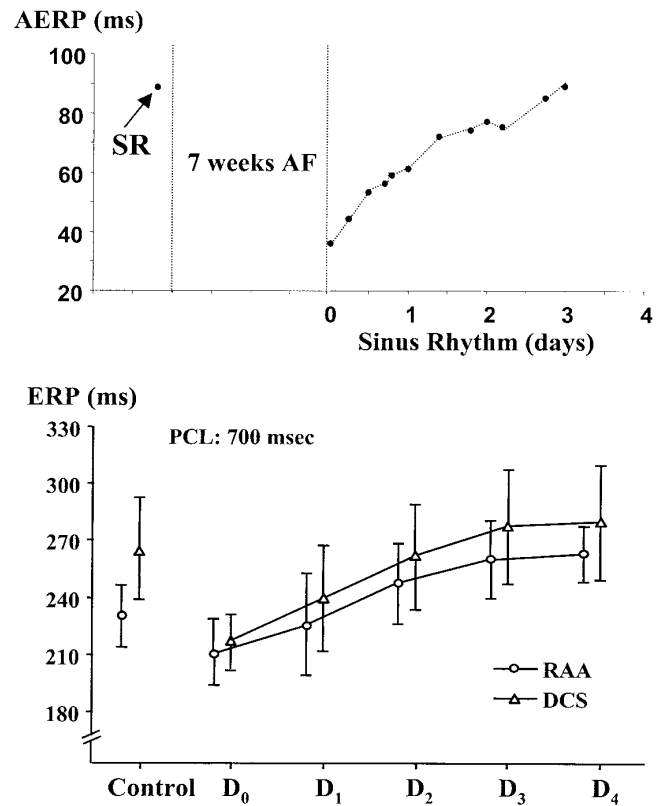 AERP (ms)
100
80
60
40
20
SR
7 weeks AF
0 1 2 3 4
Sinus Rhythm (days)
ERP (ms)
330
300
270
240
210
180
PCL: 700 msec
RAA
DCS
Control D₀ D₁ D₂ D₃ D₄